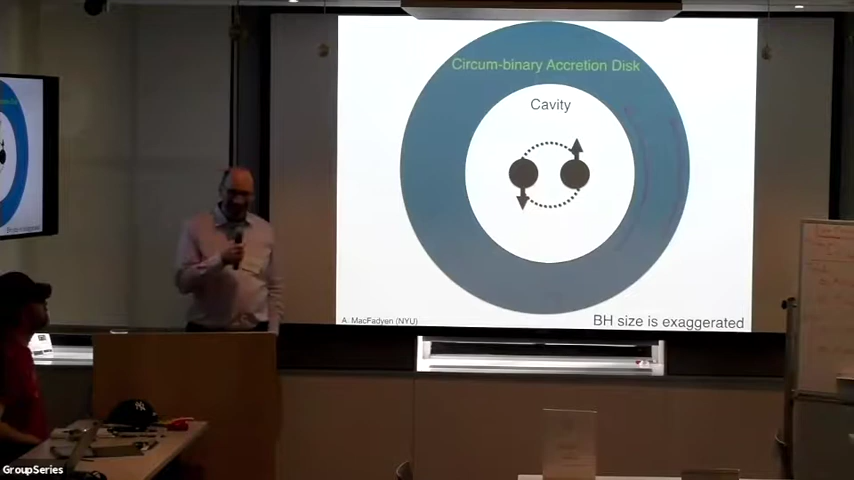 Circum-binary Accretion Disk
Cavity
A. MacFadyen (NYU)
BH size is exaggerated
GroupSeries